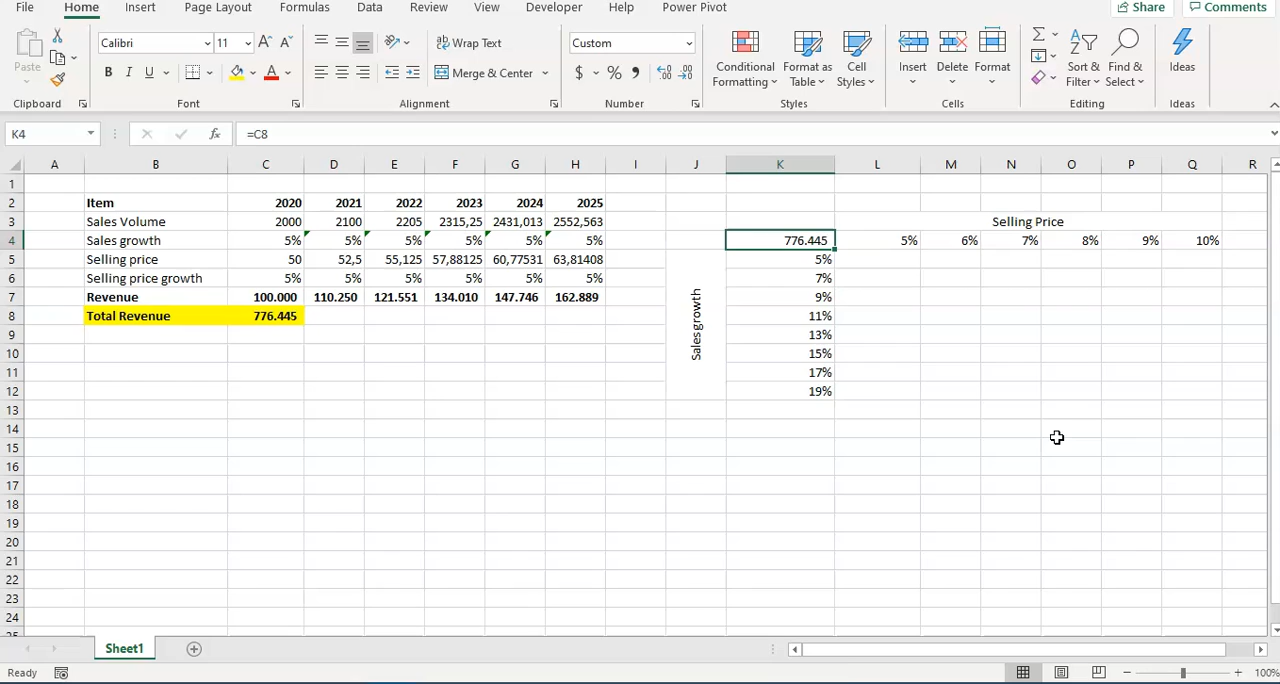 File Home Insert Page Layout Formulas Data Review View Developer Help Power Pivot Share Comments
Paste Calibri 11 A A Wrap Text Custom Conditional Formatting Format as Table Cell Styles Insert Delete Format Sort & Filter Find & Select Ideas
B I U A Merge & Center $ %
Clipboard Font Alignment Number Styles Cells Editing Ideas
K4 fx =C8
A B C D E F G H I J K L M N O P Q R
1
2 Item 2020 2021 2022 2023 2024 2025
3 Sales Volume 2000 2100 2205 2315,25 2431,013 2552,563 Selling Price
4 Sales growth 5% 5% 5% 5% 5% 5% 776.445 5% 6% 7% 8% 9% 10%
5 Selling price 50 52,5 55,125 57,88125 60,77531 63,81408 5%
6 Selling price growth 5% 5% 5% 5% 5% 5% 7%
7 Revenue 100.000 110.250 121.551 134.010 147.746 162.889 9%
8 Total Revenue 776.445 11%
Sales growth
9 13%
10 15%
11 17%
12 19%
13
14
15
16
17
18
19
20
21
22
23
24
25
Sheet1
Ready 100%